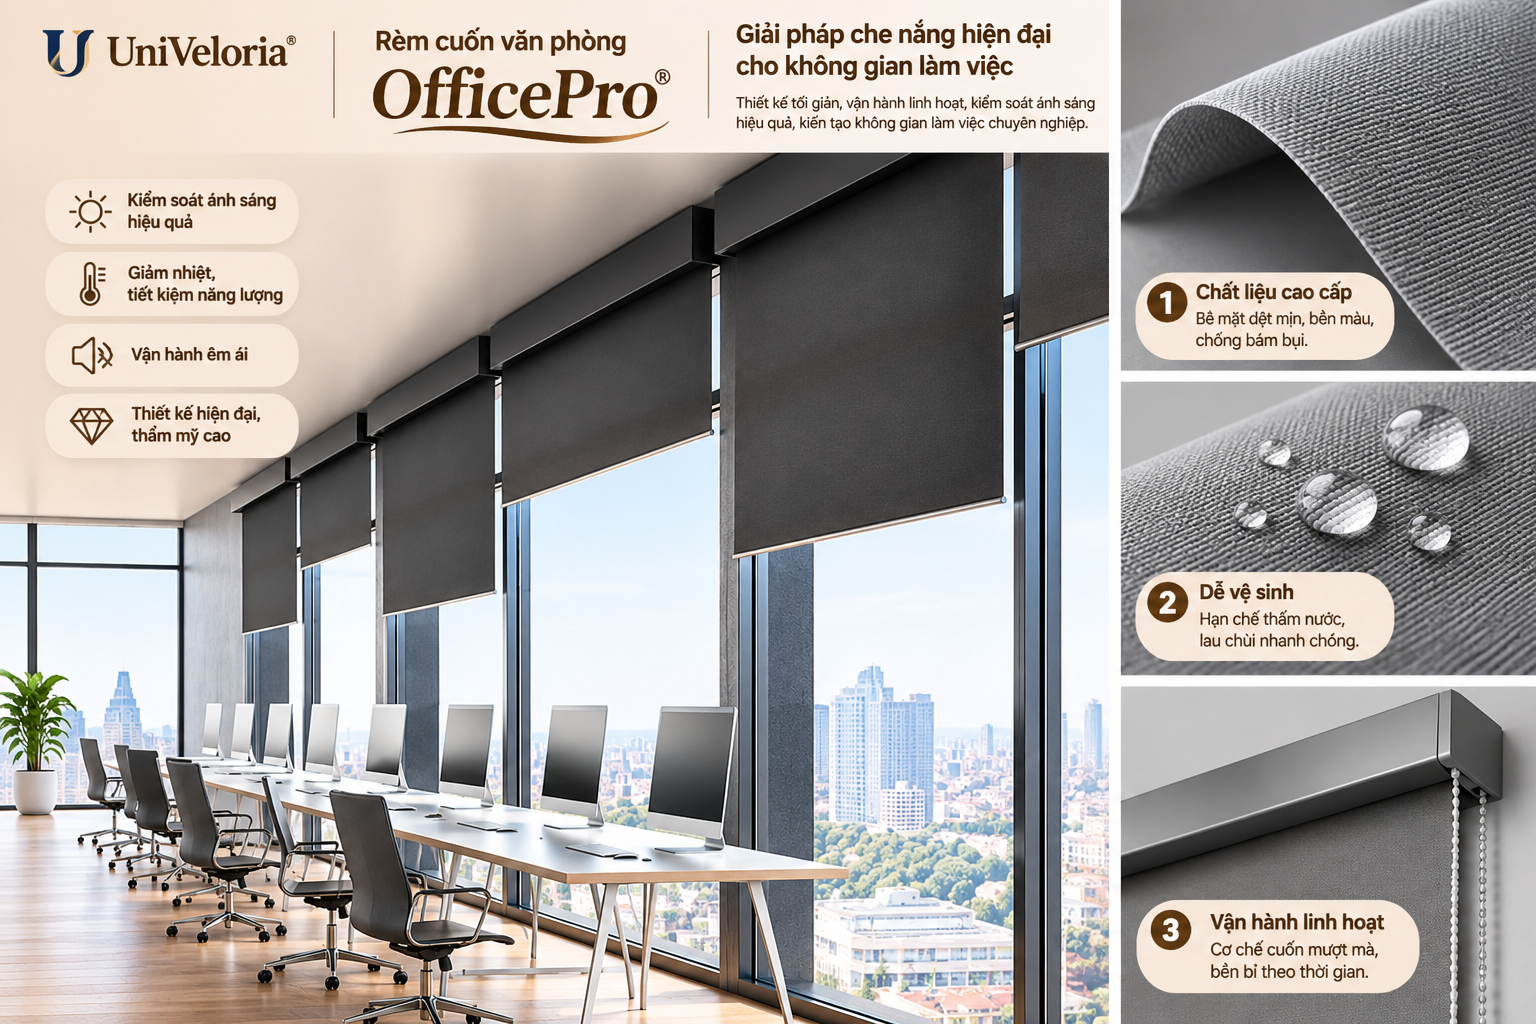 UniVeloria®
Rèm cuốn văn phòng
OfficePro®
Giải pháp che nắng hiện đại
cho không gian làm việc
Thiết kế tối giản, vận hành linh hoạt, kiểm soát ánh sáng
hiệu quả, kiến tạo không gian làm việc chuyên nghiệp.
Kiểm soát ánh sáng
hiệu quả
Giảm nhiệt,
tiết kiệm năng lượng
Vận hành êm ái
Thiết kế hiện đại,
thẩm mỹ cao
1
Chất liệu cao cấp
Bề mặt dệt mịn, bền màu,
chống bám bụi.
2
Dễ vệ sinh
Hạn chế thấm nước,
lau chùi nhanh chóng.
3
Vận hành linh hoạt
Cơ chế cuốn mượt mà,
bền bỉ theo thời gian.